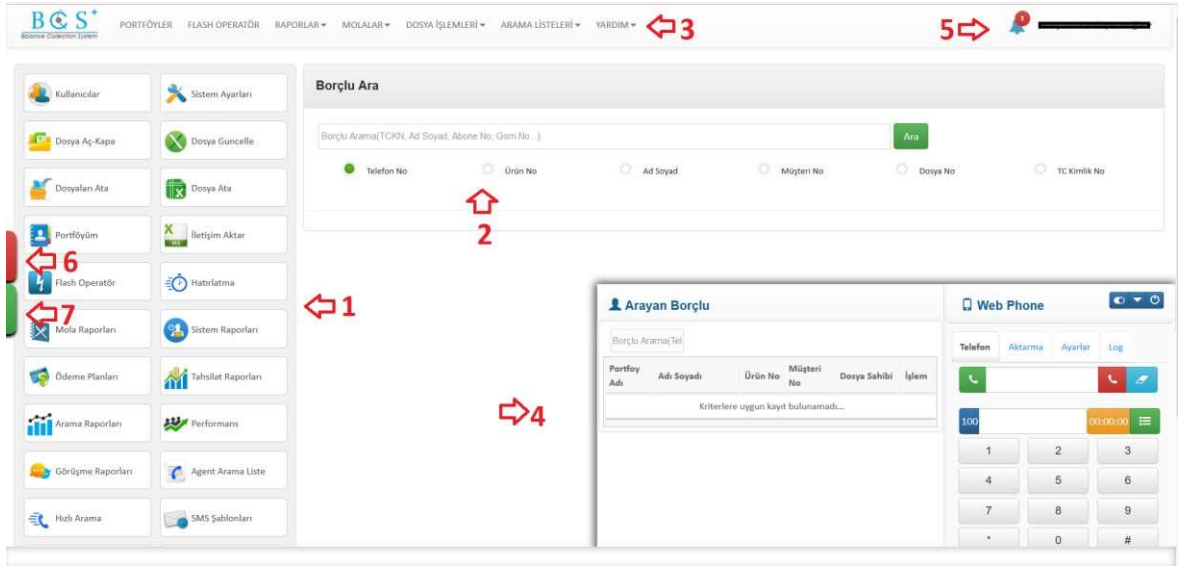 BCS+
Balance Collection System
PORTFÖYLER FLASH OPERATÖR RAPORLAR MOLALAR DOSYA İŞLEMLERİ ARAMA LİSTELERİ YARDIM
3
5
1
Kullanıcılar
Sistem Ayarları
Dosya Aç-Kapa
Dosya Guncelle
Dosyaları Ata
Dosya Ata
Portföyüm
İletişim Aktar
Flash Operatör
Hatırlatma
Mola Raporları
Sistem Raporları
Ödeme Planları
Tahsilat Raporları
Arama Raporları
Performans
Görüşme Raporları
Agent Arama Liste
Hızlı Arama
SMS Şablonları
6
7
1
Borçlu Ara
Borçlu Arama(TCKN, Ad Soyad, Abone No, Gsm No...)
Ara
Telefon No Ürün No Ad Soyad Müşteri No Dosya No TC Kimlik No
2
4
Arayan Borçlu
Borçlu Arama(Tel
Portfoy Adı Adı Soyadı Ürün No Müşteri No Dosya Sahibi İşlem
Kriterlere uygun kayıt bulunamadı...
Web Phone
Telefon Aktarma Ayarlar Log
100 00:00:00
1 2 3
4 5 6
7 8 9
* 0 #